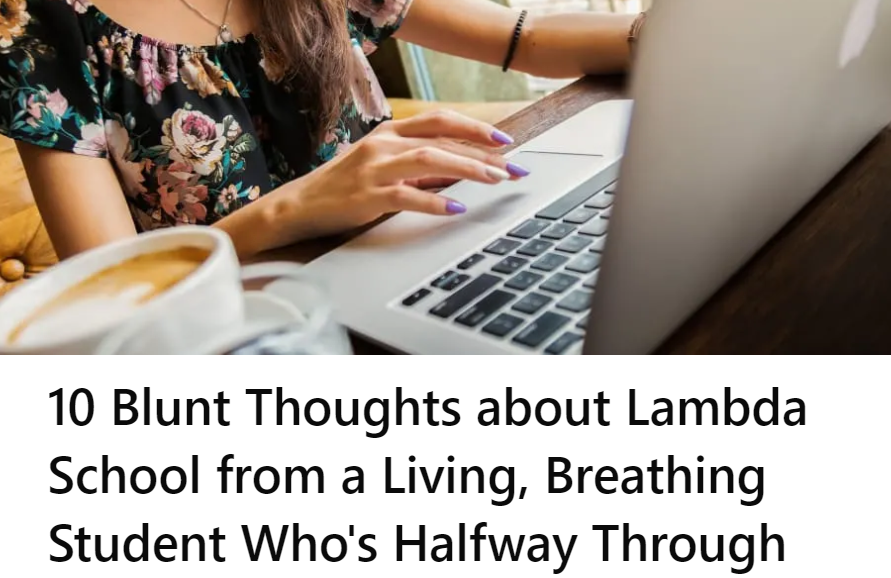 10 Blunt Thoughts about Lambda
School from a Living, Breathing
Student Who's Halfway Through